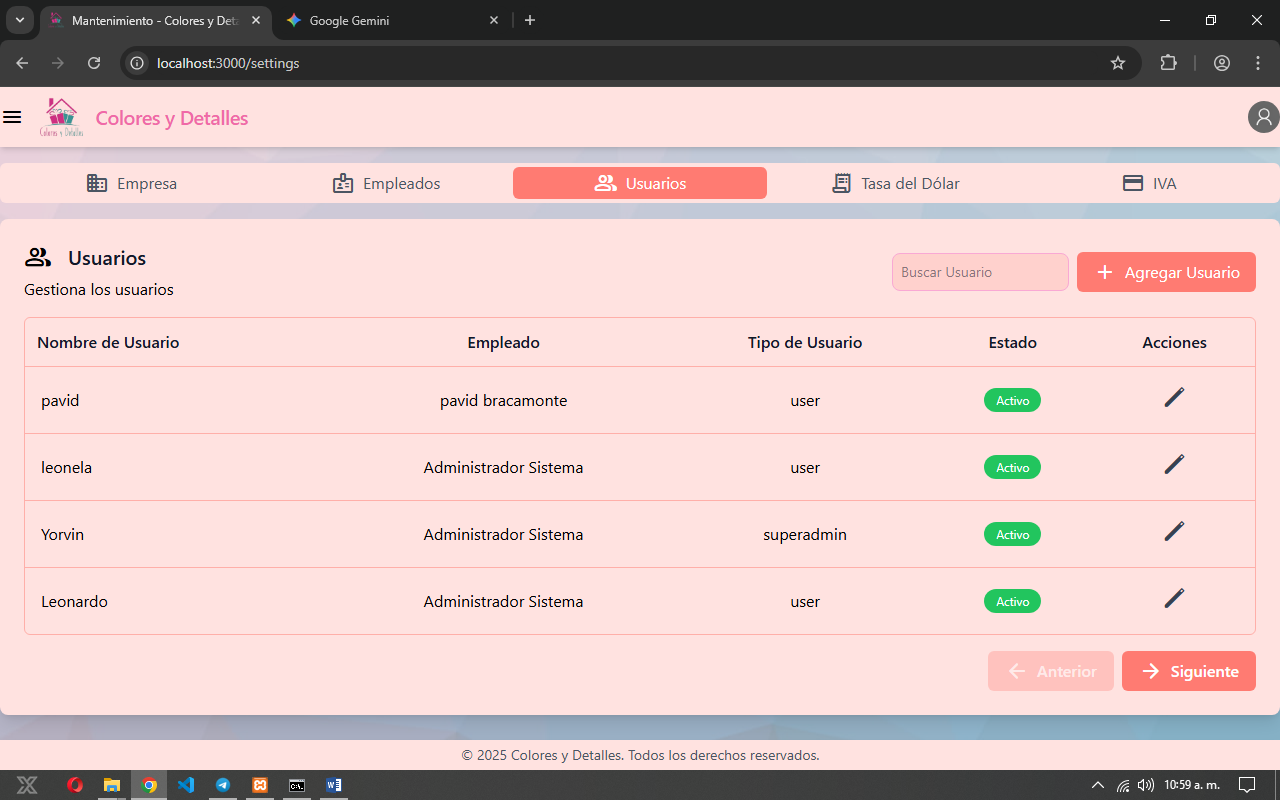 Mantenimiento - Colores y Deta
Google Gemini
localhost:3000/settings
Colores y Detalles
Colores y Detalles
Empresa
Empleados
Usuarios
Tasa del Dólar
IVA
Usuarios
Gestiona los usuarios
Buscar Usuario
Agregar Usuario
Nombre de Usuario Empleado Tipo de Usuario Estado Acciones
pavid pavid bracamonte user Activo
leonela Administrador Sistema user Activo
Yorvin Administrador Sistema superadmin Activo
Leonardo Administrador Sistema user Activo
Anterior
Siguiente
© 2025 Colores y Detalles. Todos los derechos reservados.
10:59 a. m.